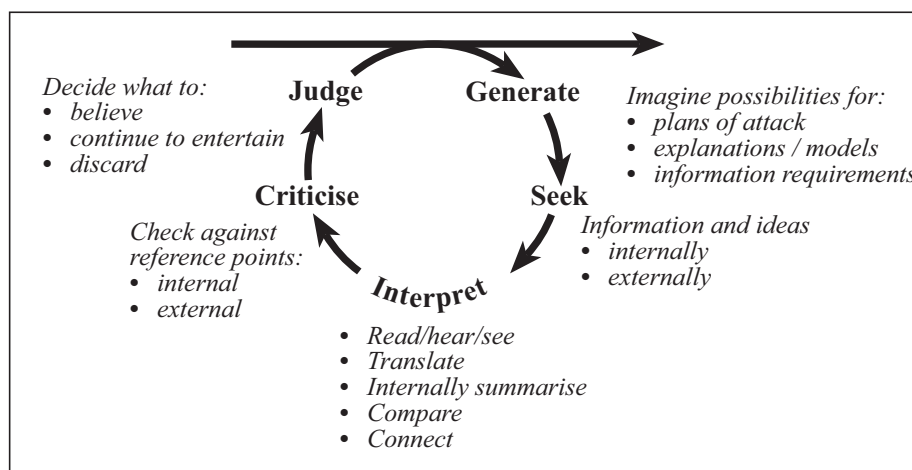 Judge
Decide what to:
• believe
• continue to entertain
• discard
Generate
Imagine possibilities for:
• plans of attack
• explanations / models
• information requirements
Seek
Information and ideas
• internally
• externally
Interpret
• Read/hear/see
• Translate
• Internally summarise
• Compare
• Connect
Criticise
Check against
reference points:
• internal
• external